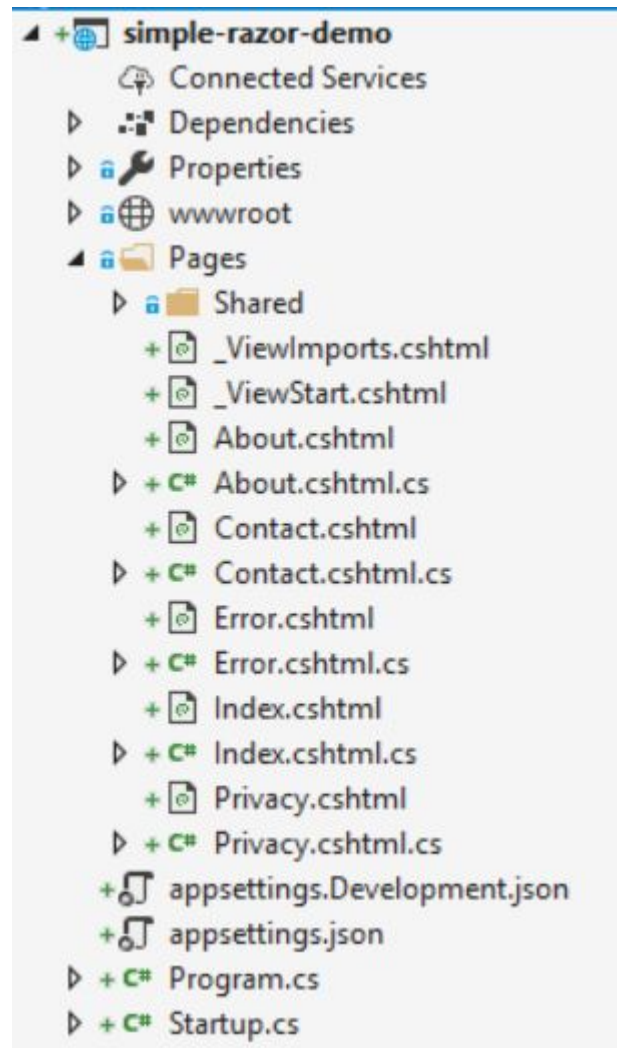 simple-razor-demo
Connected Services
Dependencies
Properties
wwwroot
Pages
Shared
_ViewImports.cshtml
_ViewStart.cshtml
About.cshtml
C# About.cshtml.cs
Contact.cshtml
C# Contact.cshtml.cs
Error.cshtml
C# Error.cshtml.cs
Index.cshtml
C# Index.cshtml.cs
Privacy.cshtml
C# Privacy.cshtml.cs
appsettings.Development.json
appsettings.json
C# Program.cs
C# Startup.cs